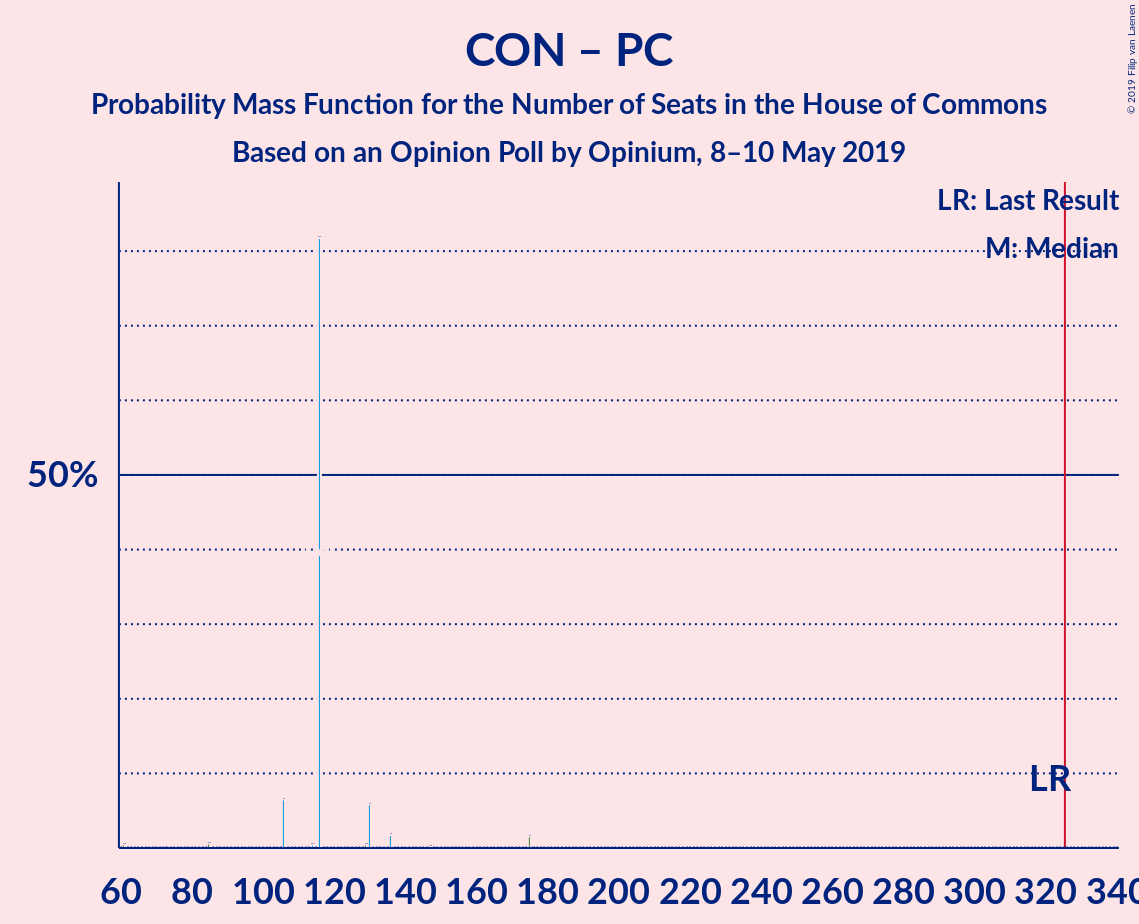 CON – PC
Probability Mass Function for the Number of Seats in the House of Commons
Based on an Opinion Poll by Opinium, 8–10 May 2019
© 2019 Filip van Laenen
LR: Last Result
M: Median
50%
LR
60 80 100 120 140 160 180 200 220 240 260 280 300 320 340